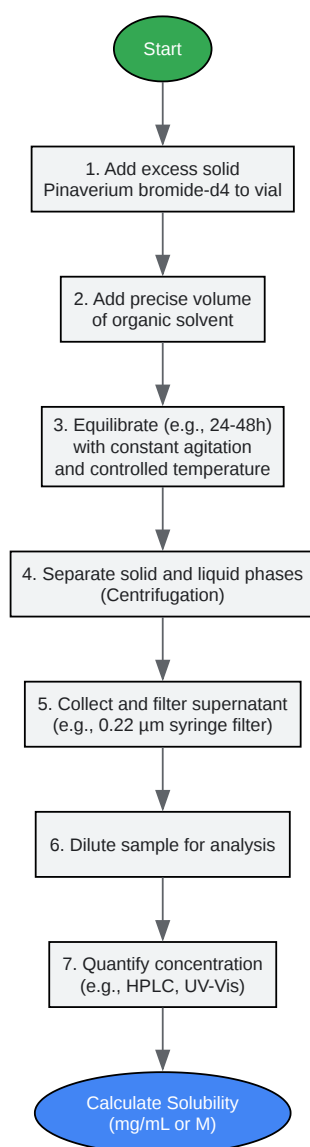 Start
1. Add excess solid
Pinaverium bromide-d4 to vial
2. Add precise volume
of organic solvent
3. Equilibrate (e.g., 24-48h)
with constant agitation
and controlled temperature
4. Separate solid and liquid phases
(Centrifugation)
5. Collect and filter supernatant
(e.g., 0.22 µm syringe filter)
6. Dilute sample for analysis
7. Quantify concentration
(e.g., HPLC, UV-Vis)
Calculate Solubility
(mg/mL or M)